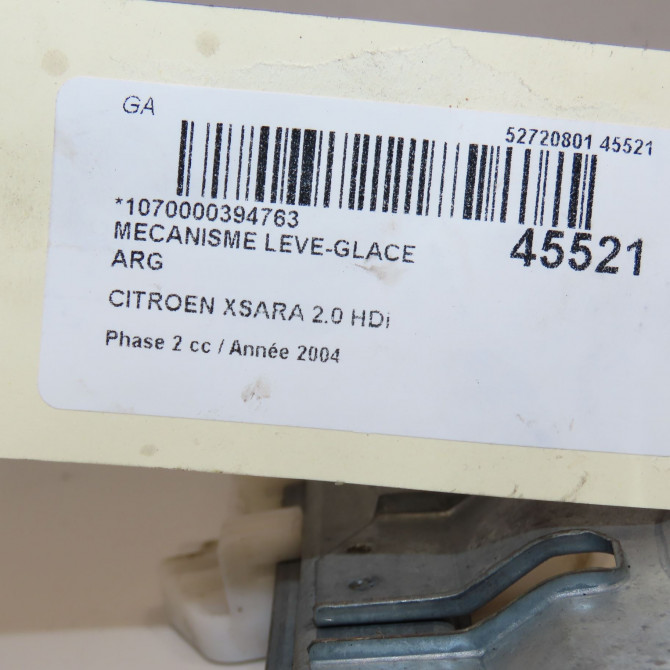 GA
52720801 45521
*1070000394763
45521
MECANISME LEVE-GLACE
ARG
CITROEN XSARA 2.0 HDi
Phase 2 cc / Année 2004